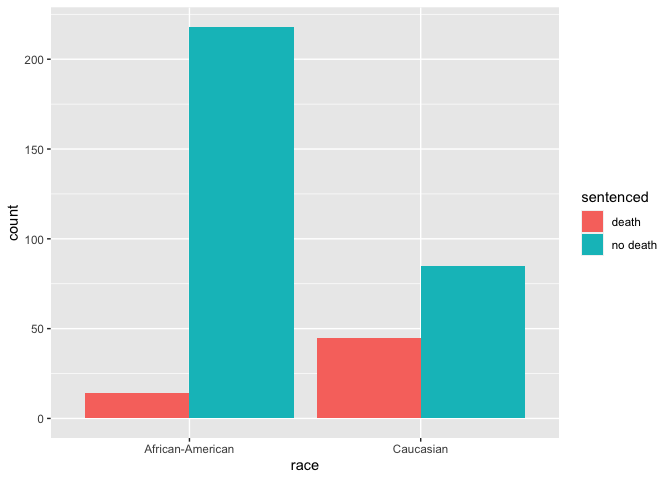 200
150
100
50
0
count
African-American
Caucasian
race
sentenced
death
no death